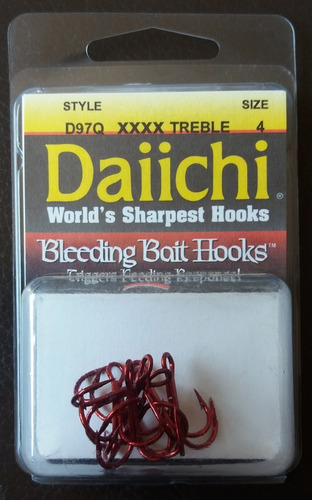 STYLE SIZE
D97Q XXXX TREBLE 4
Daiichi®
World's Sharpest Hooks
Bleeding Bait Hooks™
Triggers Feeding Response!